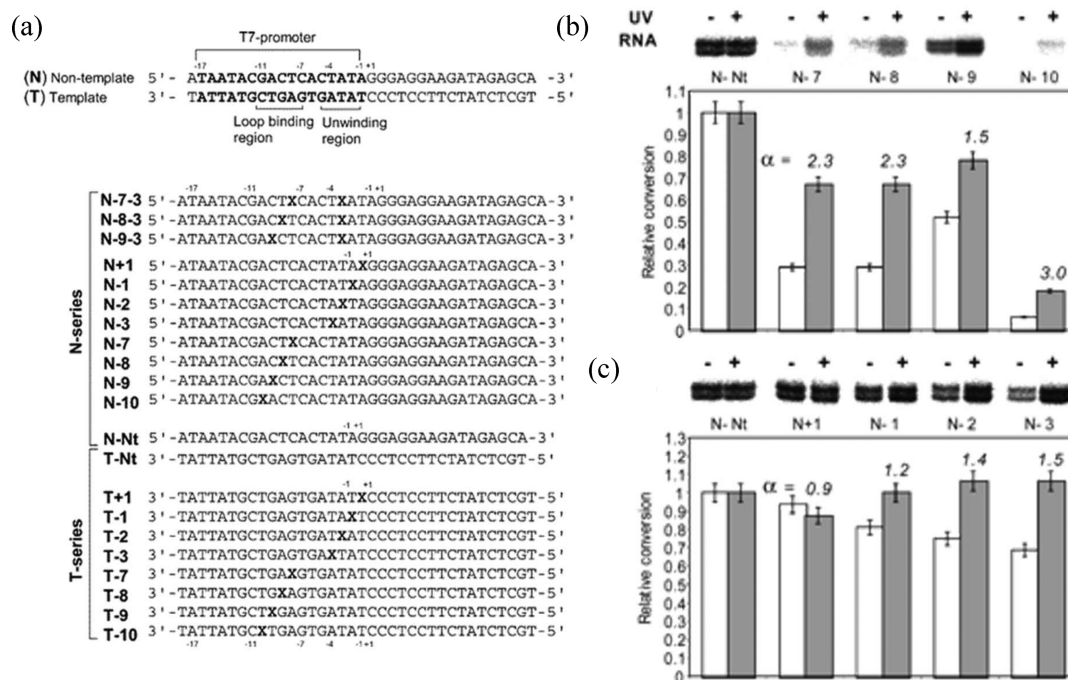 (a)
T7-promoter
-17 -11 -7 -4 -1 +1
(N) Non-template 5'-ATAATACGACTCACTATAGGGAGGAAGATAGAGCA-3'
(T) Template 3'-TATTATGCTGAGTGATATCCCTCCTTCTATCTCGT-5'
Loop binding region
Unwinding region
-17 -11 -7 -4 -1 +1
N-series
N-7-3 5'-ATAATACGACTXCACTXATAGGGAGGAAGATAGAGCA-3'
N-8-3 5'-ATAATACGACXTCACTXATAGGGAGGAAGATAGAGCA-3'
N-9-3 5'-ATAATACGAXCTCACTXATAGGGAGGAAGATAGAGCA-3'
-1 +1
N+1 5'-ATAATACGACTCACTATAXGGGAGGAAGATAGAGCA-3'
N-1 5'-ATAATACGACTCACTATXAGGGAGGAAGATAGAGCA-3'
N-2 5'-ATAATACGACTCACTAXTAGGGAGGAAGATAGAGCA-3'
N-3 5'-ATAATACGACTCACTXATAGGGAGGAAGATAGAGCA-3'
N-7 5'-ATAATACGACTXCACTATAGGGAGGAAGATAGAGCA-3'
N-8 5'-ATAATACGACXTCACTATAGGGAGGAAGATAGAGCA-3'
N-9 5'-ATAATACGAXCTCACTATAGGGAGGAAGATAGAGCA-3'
N-10 5'-ATAATACGXACTCACTATAGGGAGGAAGATAGAGCA-3'
-1 +1
N-Nt 5'-ATAATACGACTCACTATAGGGAGGAAGATAGAGCA-3'
T-series
T-Nt 3'-TATTATGCTGAGTGATATCCCTCCTTCTATCTCGT-5'
-1 +1
T+1 3'-TATTATGCTGAGTGATATXCCCTCCTTCTATCTCGT-5'
T-1 3'-TATTATGCTGAGTGATAXTCCCTCCTTCTATCTCGT-5'
T-2 3'-TATTATGCTGAGTGATXATCCCTCCTTCTATCTCGT-5'
T-3 3'-TATTATGCTGAGTGAXTATCCCTCCTTCTATCTCGT-5'
T-7 3'-TATTATGCTGAXGTGATATCCCTCCTTCTATCTCGT-5'
T-8 3'-TATTATGCTGXAGTGATATCCCTCCTTCTATCTCGT-5'
T-9 3'-TATTATGCTXGAGTGATATCCCTCCTTCTATCTCGT-5'
T-10 3'-TATTATGCXTGAGTGATATCCCTCCTTCTATCTCGT-5'
-17 -11 -7 -4 -1 +1
(b)
UV - + - + - + - + - +
RNA
N- Nt N- 7 N- 8 N- 9 N- 10
Relative conversion
1.1
1
0.9
0.8
0.7
0.6
0.5
0.4
0.3
0.2
0.1
0
α = 2.3 2.3 1.5 3.0
(c)
- + - + - + - + - +
N- Nt N+1 N- 1 N- 2 N- 3
Relative conversion
1.3
1.2
1.1
1
0.9
0.8
0.7
0.6
0.5
0.4
0.3
0.2
0.1
0
α = 0.9 1.2 1.4 1.5